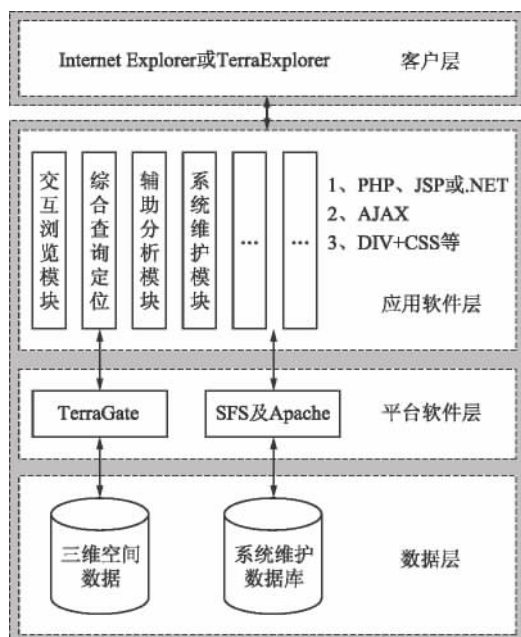 Internet Explorer或TerraExplorer
客户层
交互浏览模块
综合查询定位
辅助分析模块
系统维护模块
…
…
1、PHP、JSP或.NET
2、AJAX
3、DIV+CSS等
应用软件层
TerraGate
SFS及Apache
平台软件层
三维空间
数据
系统维护
数据库
数据层